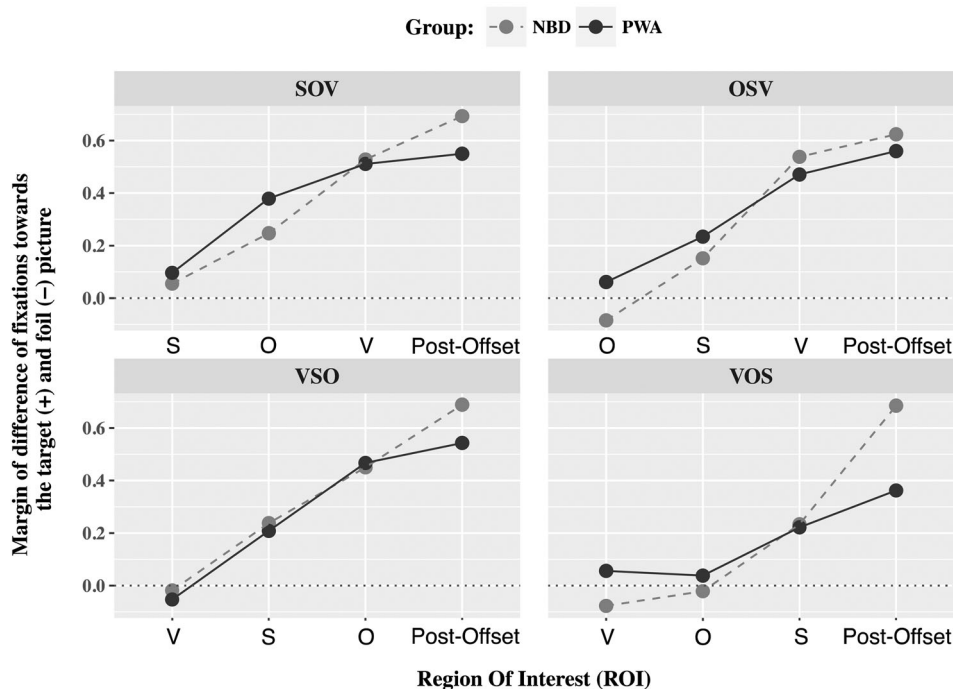 Group: NBD PWA
SOV OSV
0.6
0.4
0.2
0.0
S O V Post-Offset O S V Post-Offset
VSO VOS
0.6
0.4
0.2
0.0
V S O Post-Offset V O S Post-Offset
Margin of difference of fixations towards
the target (+) and foil (−) picture
Region Of Interest (ROI)